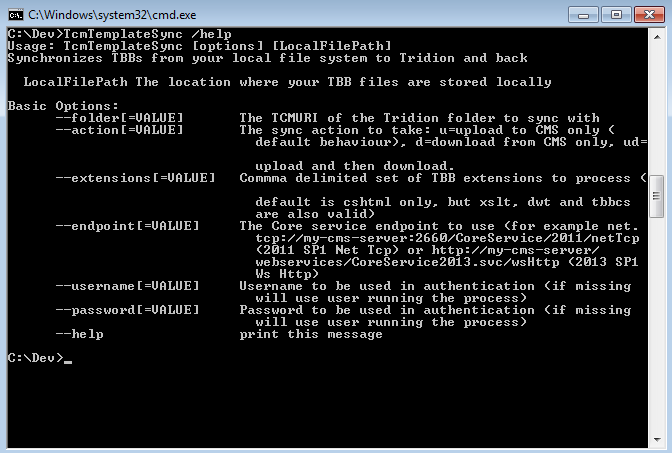 C:\Windows\system32\cmd.exe
C:\Dev>TcmTemplateSync /help
Usage: TcmTemplateSync [options] [LocalFilePath]
Synchronizes TBBs from your local file system to Tridion and back
LocalFilePath The location where your TBB files are stored locally
Basic Options:
--folder[=VALUE] The TCMURI of the Tridion folder to sync with
--action[=VALUE] The sync action to take: u=upload to CMS only (
default behaviour), d=download from CMS only, ud=
upload and then download.
--extensions[=VALUE] Commma delimited set of TBB extensions to process (
default is cshtml only, but xslt, dwt and tbbcs
are also valid)
--endpoint[=VALUE] The Core service endpoint to use (for example net.
tcp://my-cms-server:2660/CoreService/2011/netTcp
(2011 SP1 Net Tcp) or http://my-cms-server/
webservices/CoreService2013.svc/wsHttp (2013 SP1
Ws Http)
--username[=VALUE] Username to be used in authentication (if missing
will use user running the process)
--password[=VALUE] Password to be used in authentication (if missing
will use user running the process)
--help print this message
C:\Dev>_